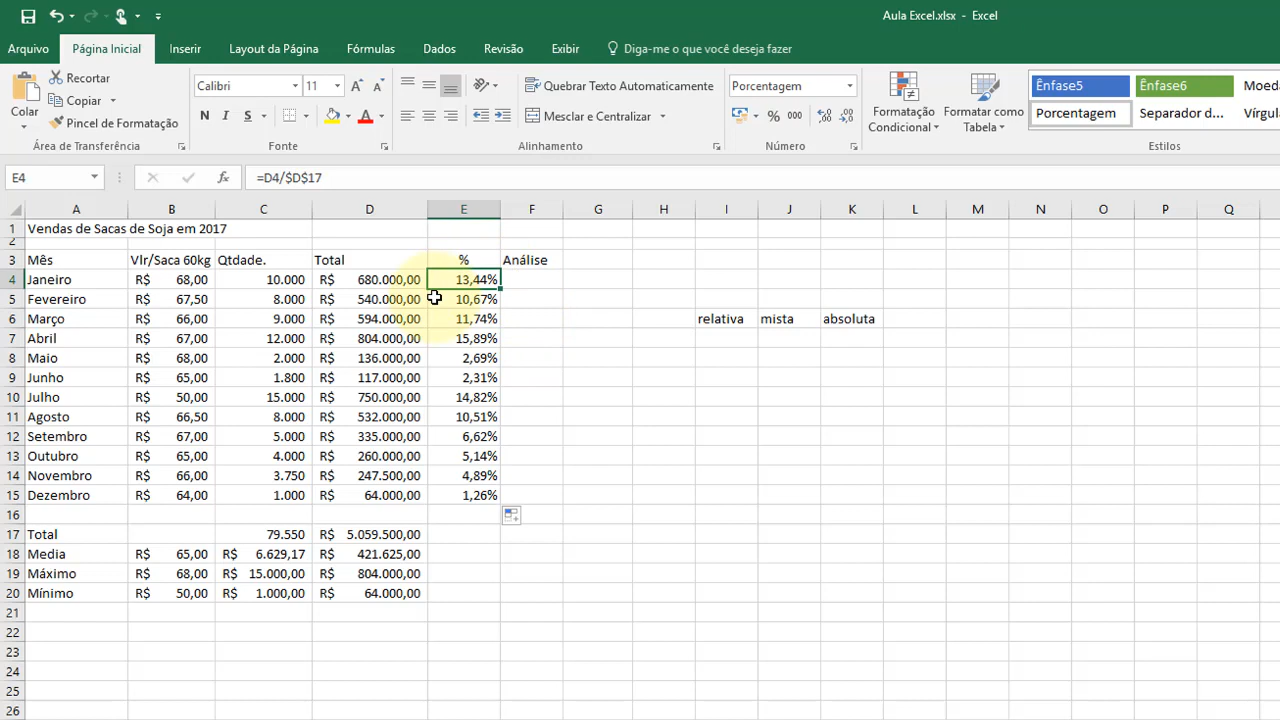 Aula Excel.xlsx - Excel
Arquivo Página Inicial Inserir Layout da Página Fórmulas Dados Revisão Exibir Diga-me o que você deseja fazer
Colar
Recortar
Copiar
Pincel de Formatação
Área de Transferência
Calibri 11
N I S
Fonte
Quebrar Texto Automaticamente
Mesclar e Centralizar
Alinhamento
Porcentagem
% 000
Número
Formatação Condicional
Formatar como Tabela
Ênfase5 Ênfase6 Moed
Porcentagem Separador d... Vírgul
Estilos
E4 fx =D4/$D$17
A B C D E F G H I J K L M N O P Q
1 Vendas de Sacas de Soja em 2017
2
3 Mês Vlr/Saca 60kg Qtdade. Total % Análise
4 Janeiro R$ 68,00 10.000 R$ 680.000,00 13,44%
5 Fevereiro R$ 67,50 8.000 R$ 540.000,00 10,67%
6 Março R$ 66,00 9.000 R$ 594.000,00 11,74% relativa mista absoluta
7 Abril R$ 67,00 12.000 R$ 804.000,00 15,89%
8 Maio R$ 68,00 2.000 R$ 136.000,00 2,69%
9 Junho R$ 65,00 1.800 R$ 117.000,00 2,31%
10 Julho R$ 50,00 15.000 R$ 750.000,00 14,82%
11 Agosto R$ 66,50 8.000 R$ 532.000,00 10,51%
12 Setembro R$ 67,00 5.000 R$ 335.000,00 6,62%
13 Outubro R$ 65,00 4.000 R$ 260.000,00 5,14%
14 Novembro R$ 66,00 3.750 R$ 247.500,00 4,89%
15 Dezembro R$ 64,00 1.000 R$ 64.000,00 1,26%
16
17 Total 79.550 R$ 5.059.500,00
18 Media R$ 65,00 R$ 6.629,17 R$ 421.625,00
19 Máximo R$ 68,00 R$ 15.000,00 R$ 804.000,00
20 Mínimo R$ 50,00 R$ 1.000,00 R$ 64.000,00
21
22
23
24
25
26